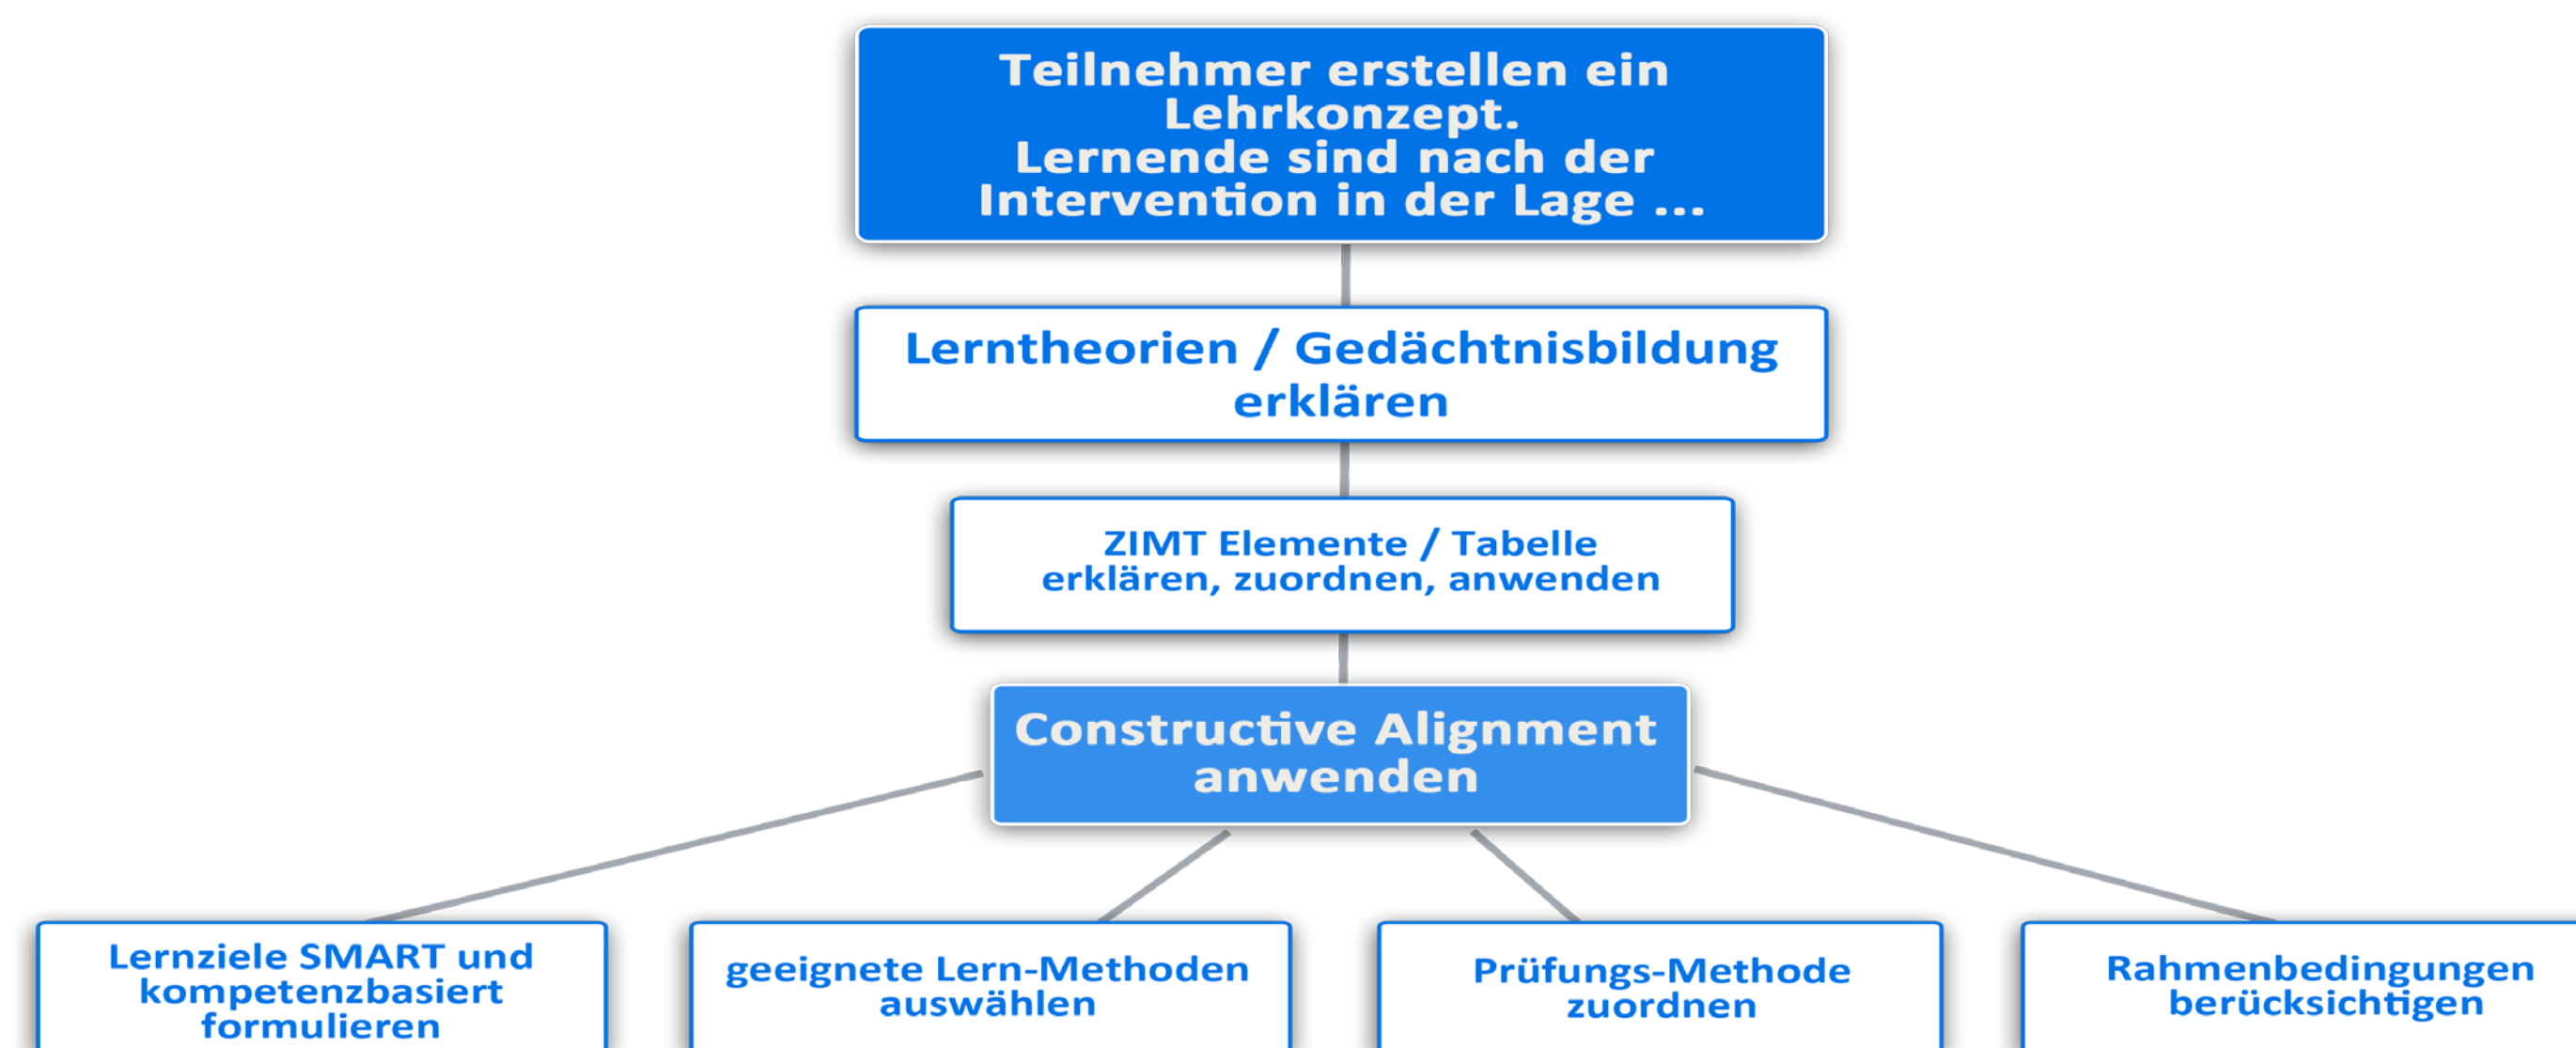 Teilnehmer erstellen ein
Lehrkonzept.
Lernende sind nach der
Intervention in der Lage ...
Lerntheorien / Gedächtnisbildung
erklären
ZIMT Elemente / Tabelle
erklären, zuordnen, anwenden
Constructive Alignment
anwenden
Lernziele SMART und
kompetenzbasiert
formulieren
geeignete Lern-Methoden
auswählen
Prüfungs-Methode
zuordnen
Rahmenbedingungen
berücksichtigen